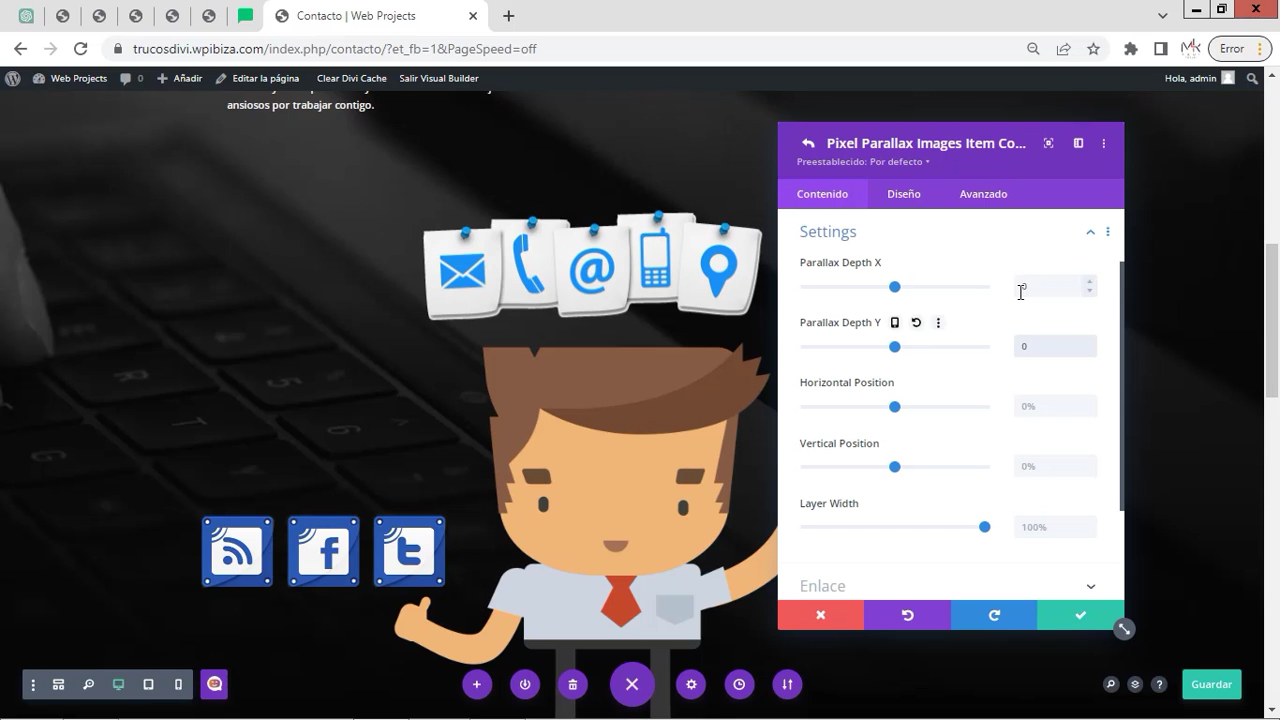 Contacto | Web Projects
trucosdivi.wpibiza.com/index.php/contacto/?et_fb=1&PageSpeed=off
Error
Web Projects
0
Añadir
Editar la página
Clear Divi Cache
Salir Visual Builder
Hola, admin
ansiosos por trabajar contigo.
Pixel Parallax Images Item Co...
Preestablecido: Por defecto
Contenido
Diseño
Avanzado
Settings
Parallax Depth X
0
Parallax Depth Y
0
Horizontal Position
0%
Vertical Position
0%
Layer Width
100%
Enlace
Guardar